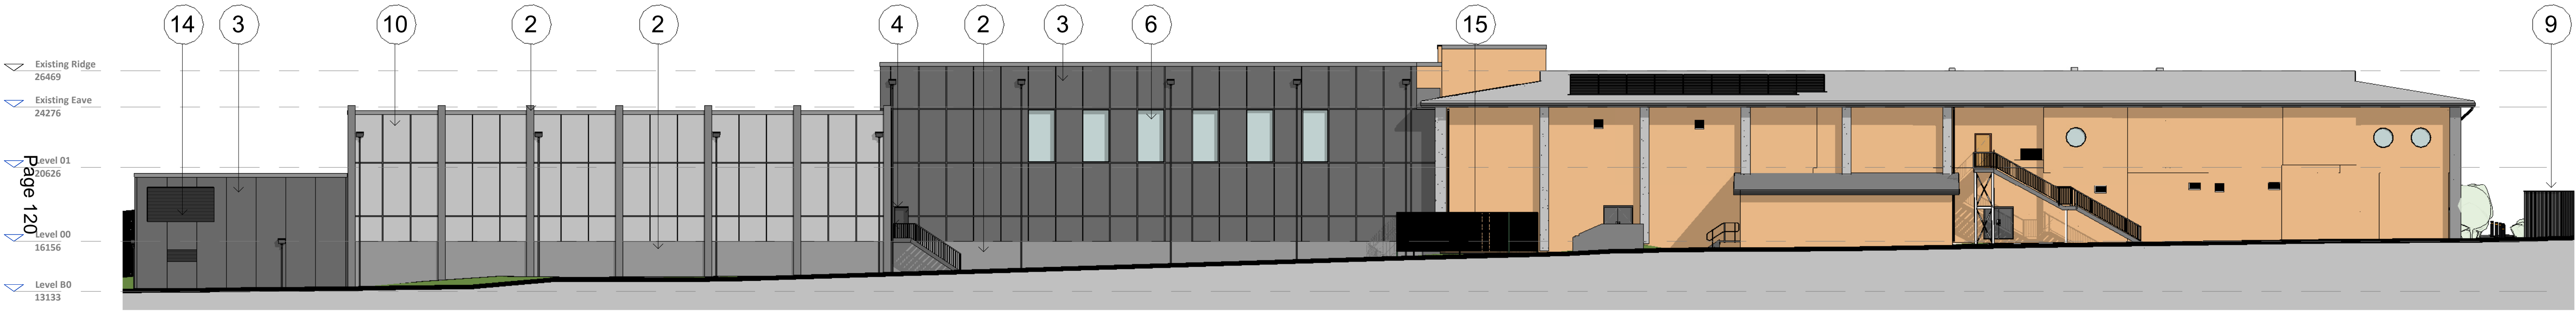 14 3 10 2 2 4 2 3 6 15 9
Existing Ridge
26469
Existing Eave
24276
Level 01
20626
Page 120
Level 00
16156
Level B0
13133